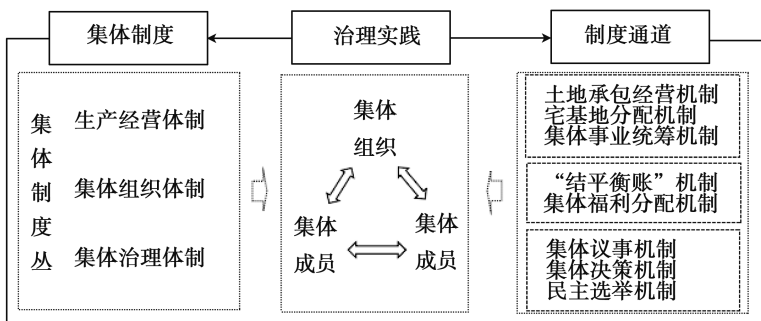 集体制度
治理实践
制度通道
集体制度丛
生产经营体制
集体组织体制
集体治理体制
集体
组织
集体
成员
集体
成员
土地承包经营机制
宅基地分配机制
集体事业统筹机制
“结平衡账”机制
集体福利分配机制
集体议事机制
集体决策机制
民主选举机制